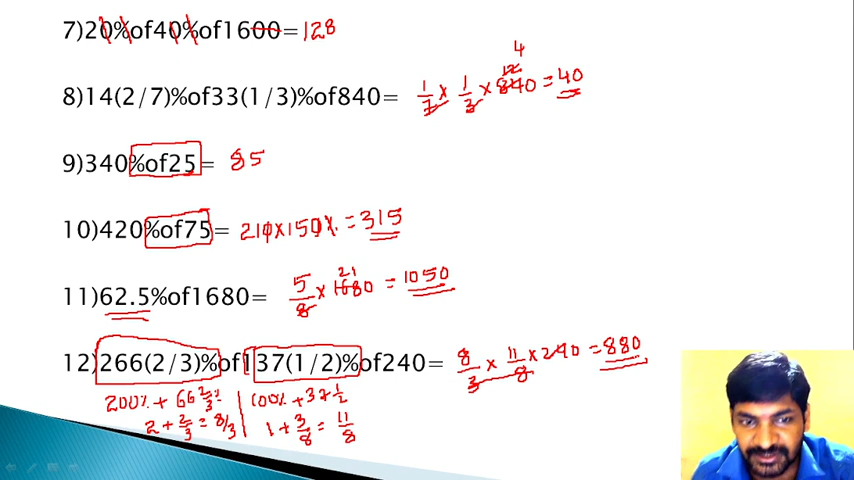 7)20%of40%of1600=128
4
8)14(2/7)%of33(1/3)%of840= 1/7 × 1/3 × 840 = 40
12
9)340%of25= 85
10)420%of75= 210×150% = 315
21
11)62.5%of1680= 5/8 × 1680 = 1050
12)266(2/3)%of137(1/2)%of240= 8/3 × 11/8 × 240 = 880
200% + 66 2/3% 100% + 37 1/2
2 + 2/3 = 8/3 1 + 3/8 = 11/8